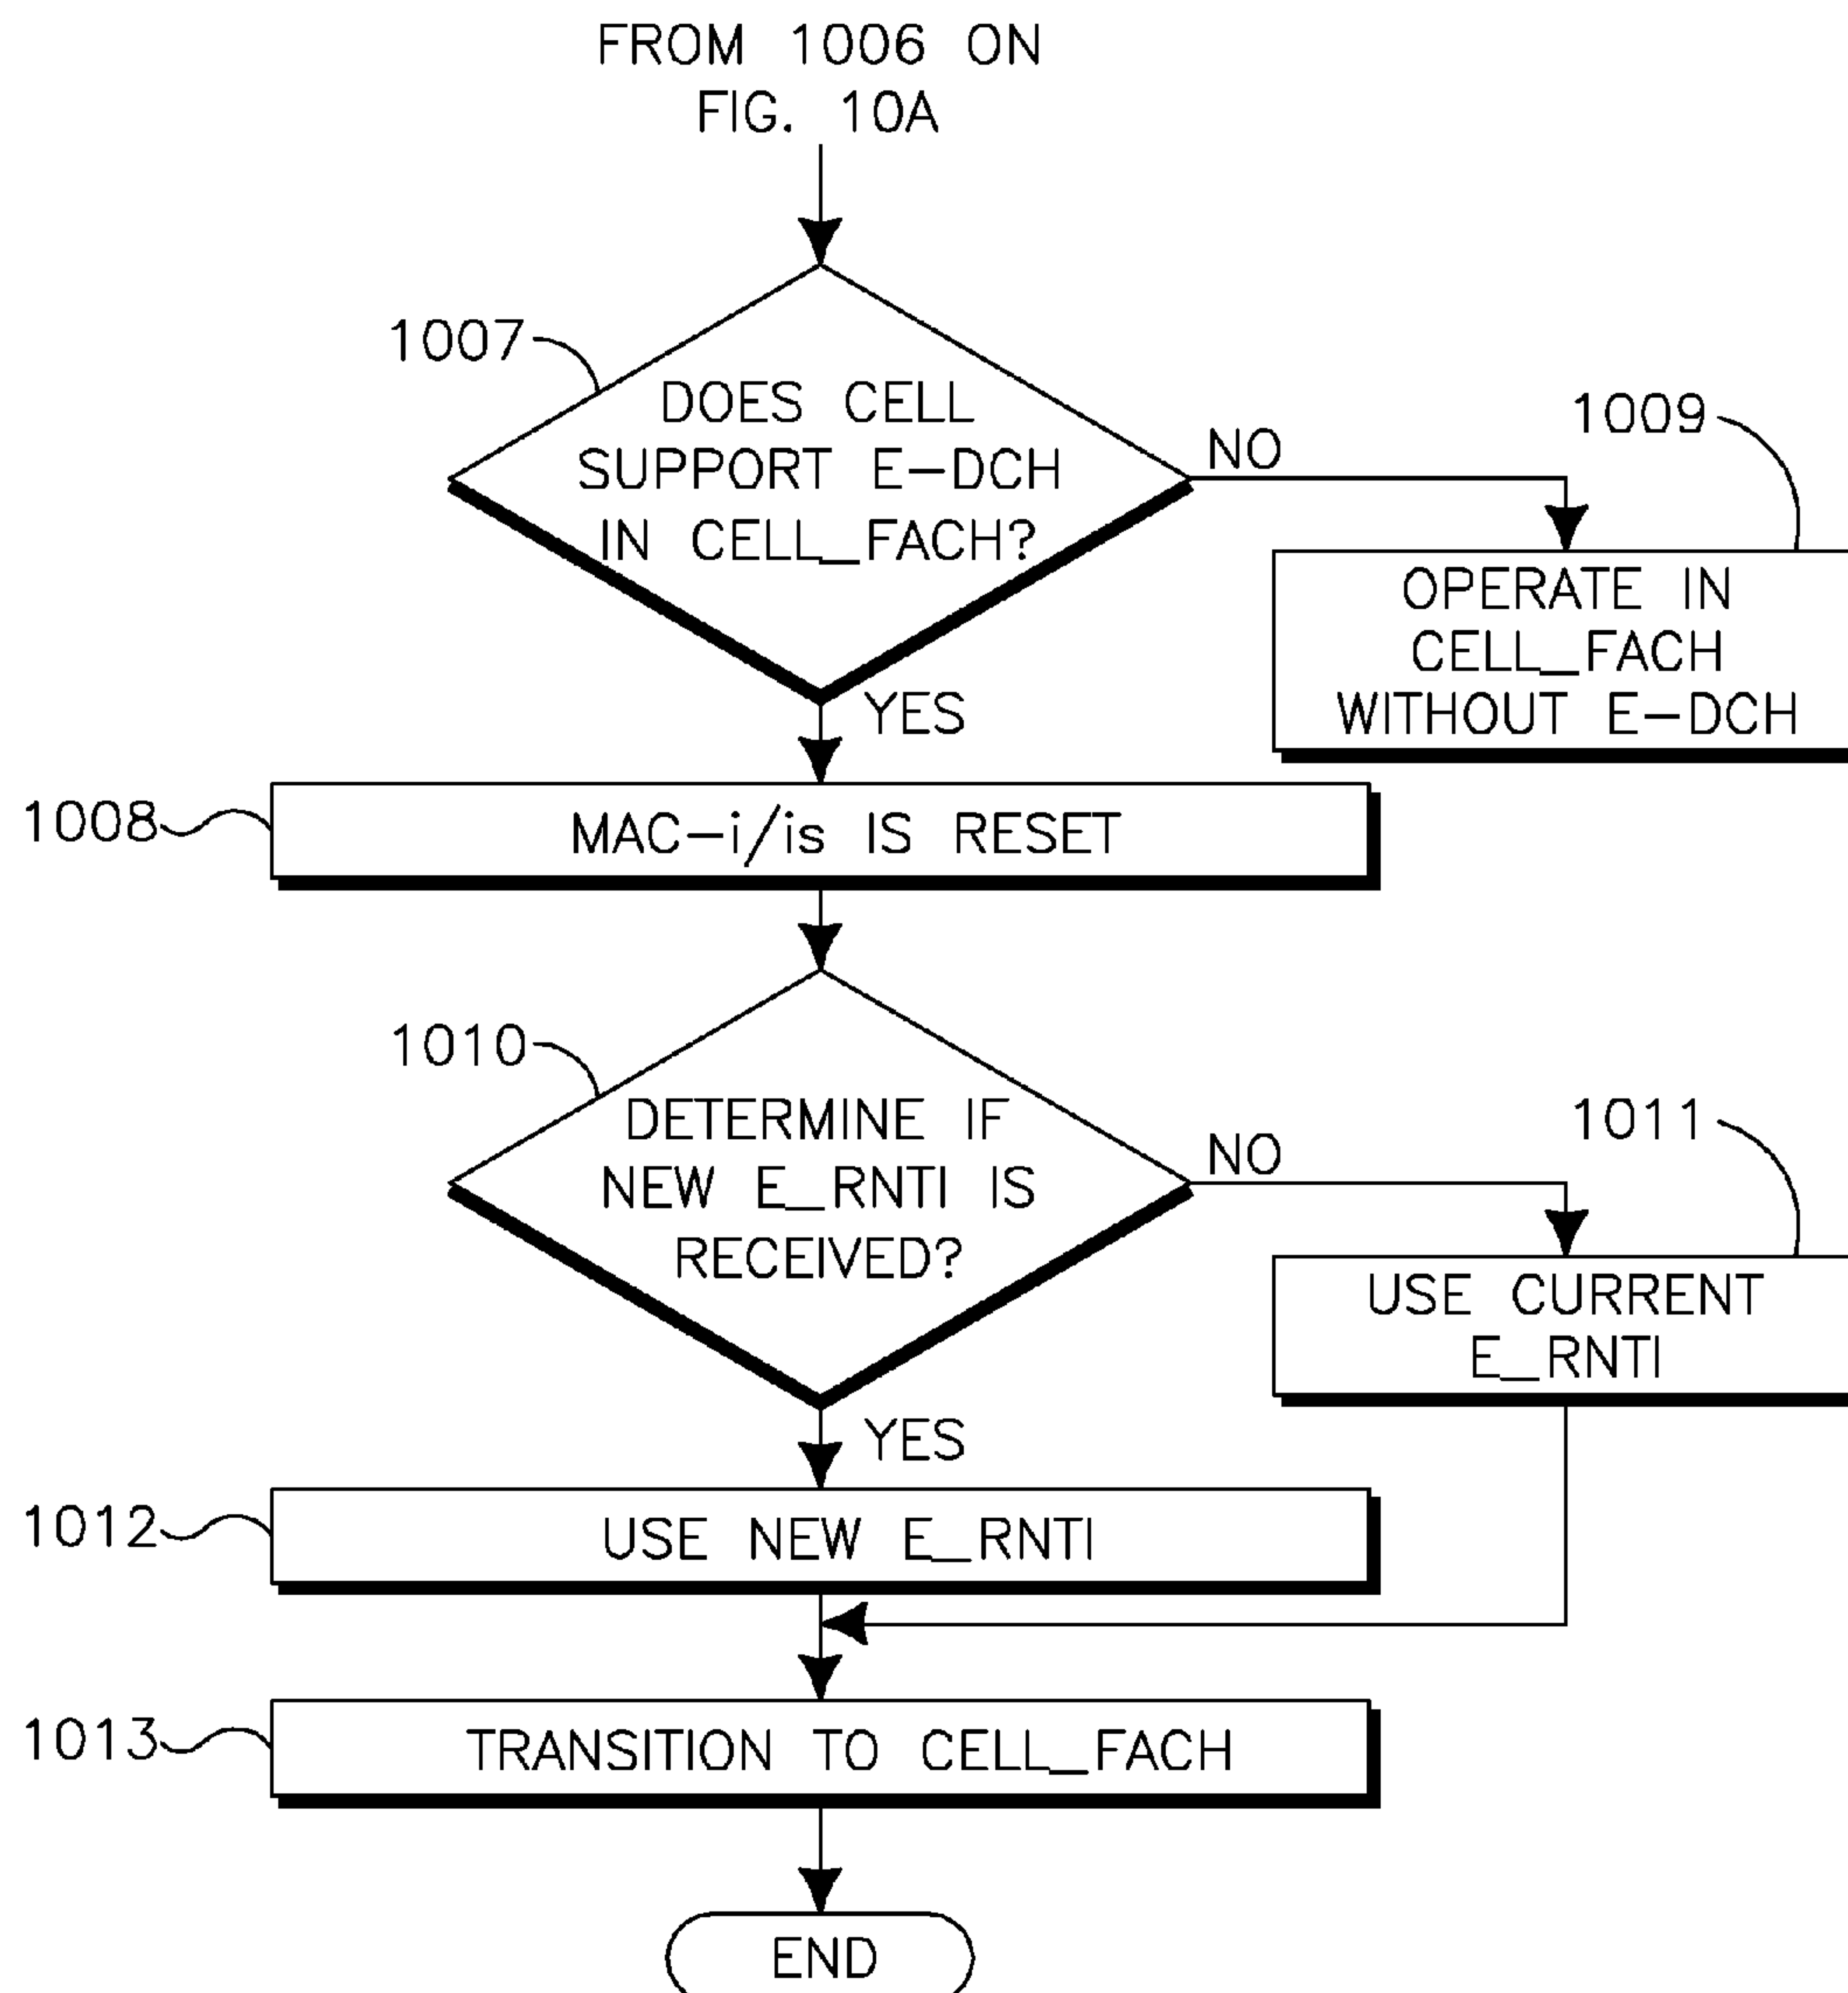 FROM 1006 ON
FIG. 10A
1007
DOES CELL
SUPPORT E-DCH
IN CELL_FACH?
NO
1009
OPERATE IN
CELL_FACH
WITHOUT E-DCH
YES
1008
MAC-i/is IS RESET
1010
DETERMINE IF
NEW E_RNTI IS
RECEIVED?
NO
1011
USE CURRENT
E_RNTI
YES
1012
USE NEW E_RNTI
1013
TRANSITION TO CELL_FACH
END